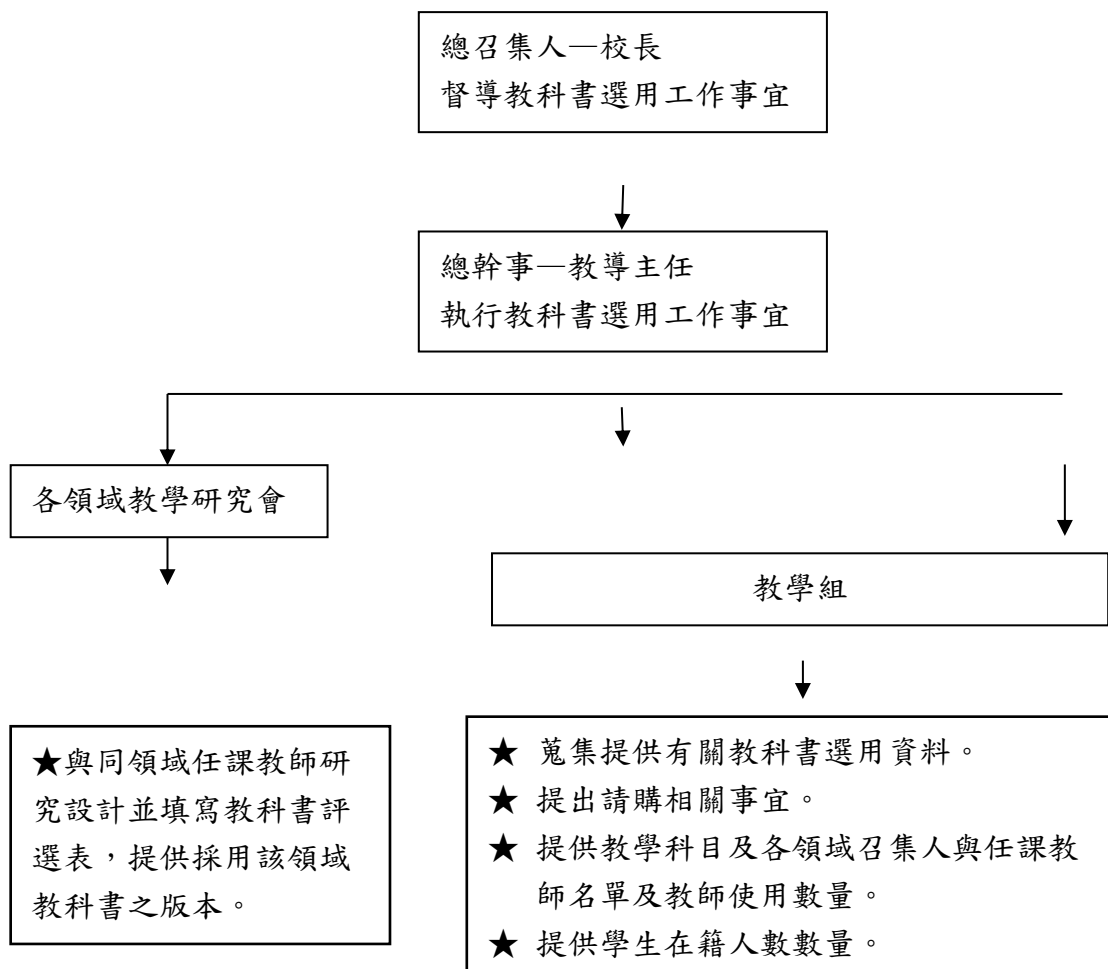 總召集人—校長
督導教科書選用工作事宜
總幹事—教導主任
執行教科書選用工作事宜
各領域教學研究會
教學組
★與同領域任課教師研
究設計並填寫教科書評
選表，提供採用該領域
教科書之版本。
★ 蒐集提供有關教科書選用資料。
★ 提出請購相關事宜。
★ 提供教學科目及各領域召集人與任課教
師名單及教師使用數量。
★ 提供學生在籍人數數量。